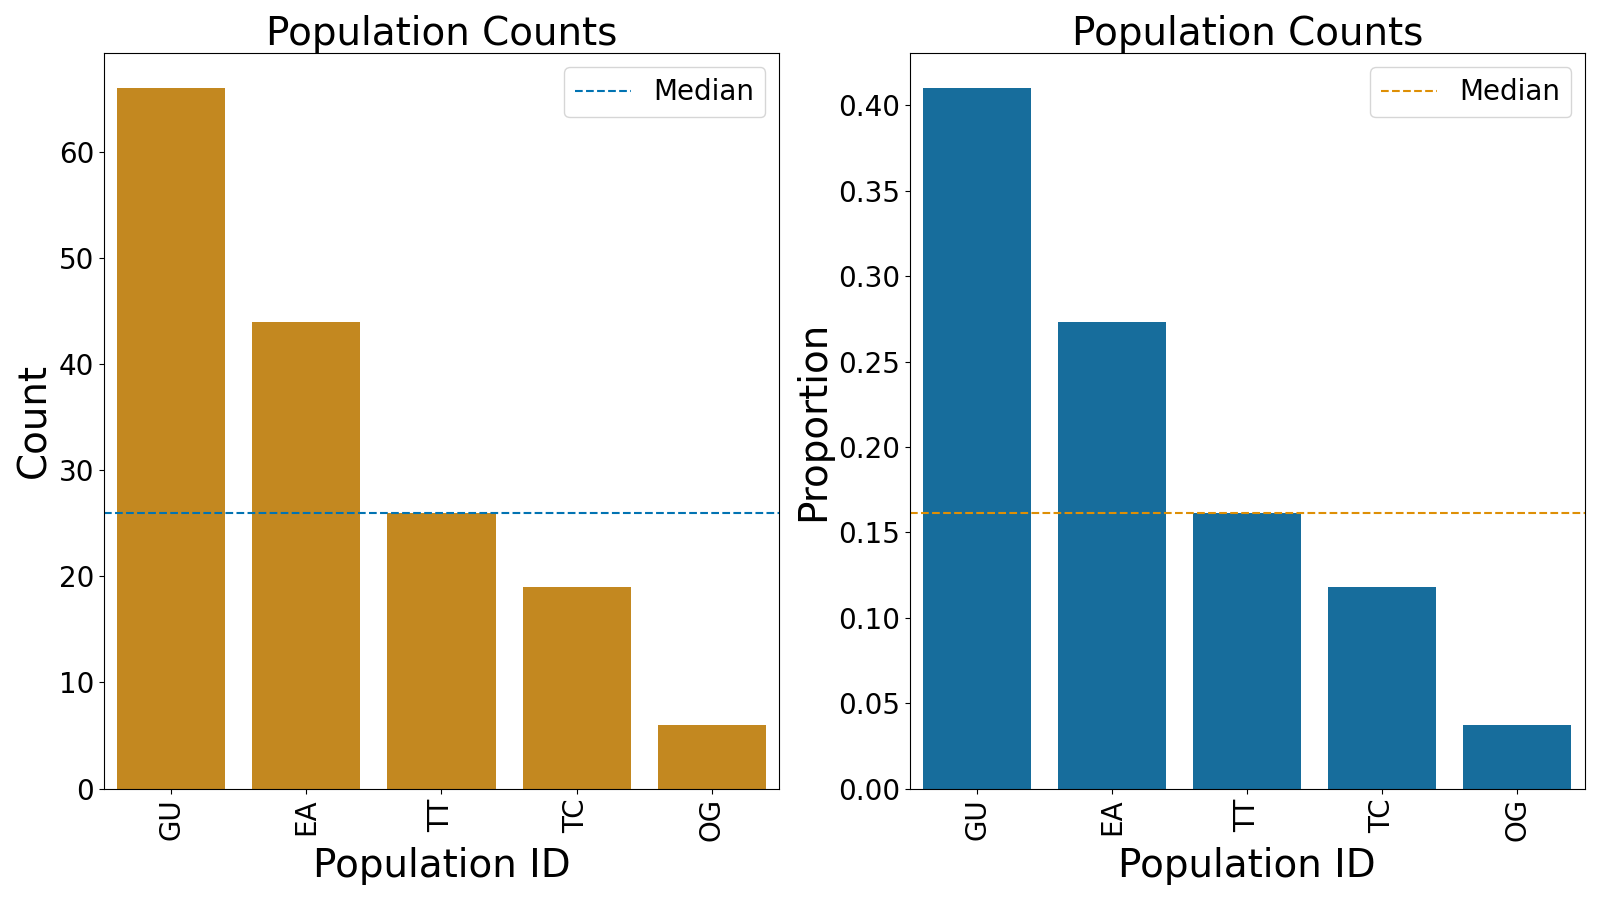 Population Counts
Median
60
50
40
30
20
10
0
Count
GU
EA
TT
TC
OG
Population ID
Population Counts
Median
0.40
0.35
0.30
0.25
0.20
0.15
0.10
0.05
0.00
Proportion
GU
EA
TT
TC
OG
Population ID